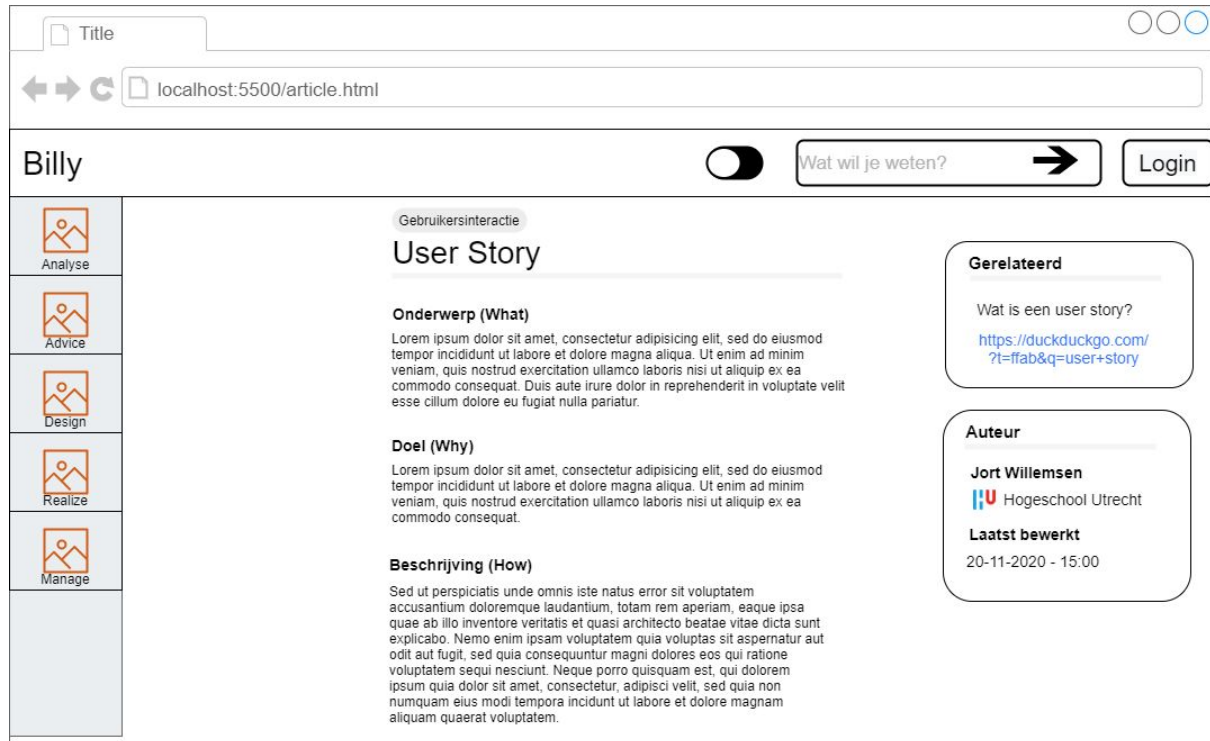 Title
localhost:5500/article.html
Billy
Wat wil je weten?
Login
Analyse
Advice
Design
Realize
Manage
Gebruikersinteractie
User Story
Onderwerp (What)
Lorem ipsum dolor sit amet, consectetur adipisicing elit, sed do eiusmod
tempor incididunt ut labore et dolore magna aliqua. Ut enim ad minim
veniam, quis nostrud exercitation ullamco laboris nisi ut aliquip ex ea
commodo consequat. Duis aute irure dolor in reprehenderit in voluptate velit
esse cillum dolore eu fugiat nulla pariatur.
Doel (Why)
Lorem ipsum dolor sit amet, consectetur adipisicing elit, sed do eiusmod
tempor incididunt ut labore et dolore magna aliqua. Ut enim ad minim
veniam, quis nostrud exercitation ullamco laboris nisi ut aliquip ex ea
commodo consequat.
Beschrijving (How)
Sed ut perspiciatis unde omnis iste natus error sit voluptatem
accusantium doloremque laudantium, totam rem aperiam, eaque ipsa
quae ab illo inventore veritatis et quasi architecto beatae vitae dicta sunt
explicabo. Nemo enim ipsam voluptatem quia voluptas sit aspernatur aut
odit aut fugit, sed quia consequuntur magni dolores eos qui ratione
voluptatem sequi nesciunt. Neque porro quisquam est, qui dolorem
ipsum quia dolor sit amet, consectetur, adipisci velit, sed quia non
numquam eius modi tempora incidunt ut labore et dolore magnam
aliquam quaerat voluptatem.
Gerelateerd
Wat is een user story?
https://duckduckgo.com/
?t=ffab&q=user+story
Auteur
Jort Willemsen
HU Hogeschool Utrecht
Laatst bewerkt
20-11-2020 - 15:00